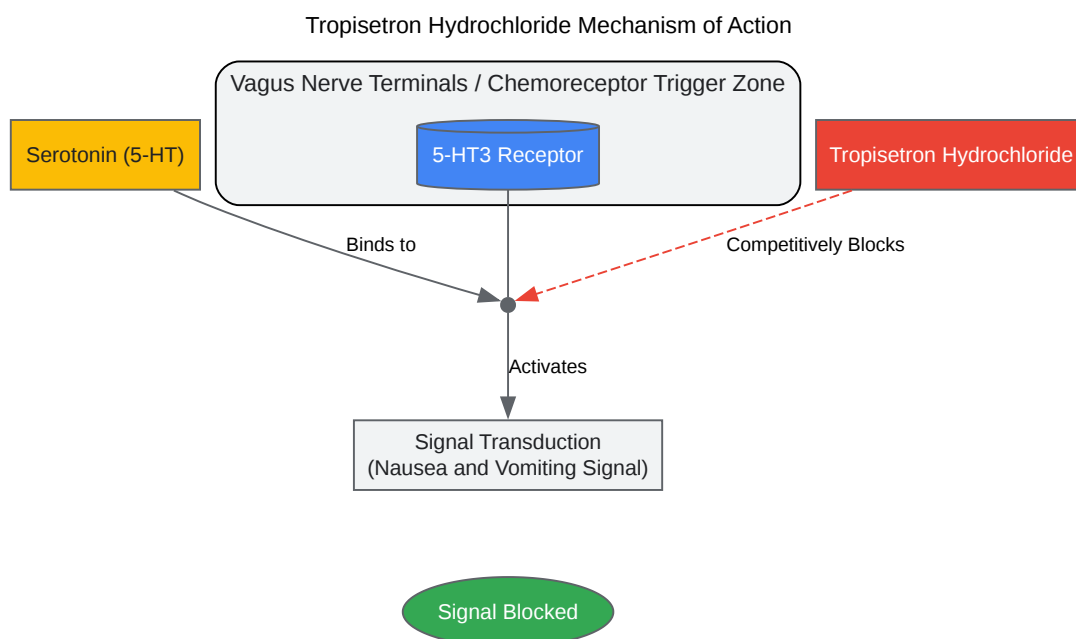 Tropisetron Hydrochloride Mechanism of Action
Vagus Nerve Terminals / Chemoreceptor Trigger Zone
Serotonin (5-HT)
5-HT3 Receptor
Tropisetron Hydrochloride
Binds to
Competitively Blocks
Activates
Signal Transduction
(Nausea and Vomiting Signal)
Signal Blocked